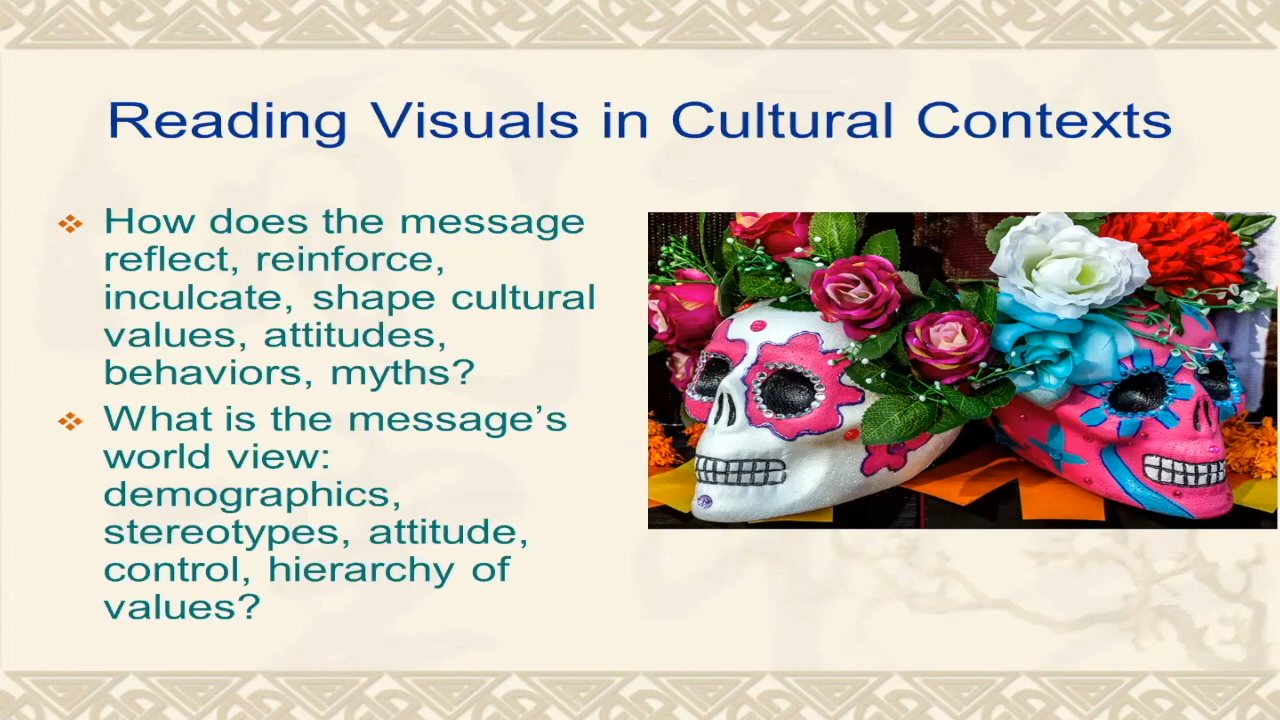 Reading Visuals in Cultural Contexts
How does the message
reflect, reinforce,
inculcate, shape cultural
values, attitudes,
behaviors, myths?
What is the message’s
world view:
demographics,
stereotypes, attitude,
control, hierarchy of
values?